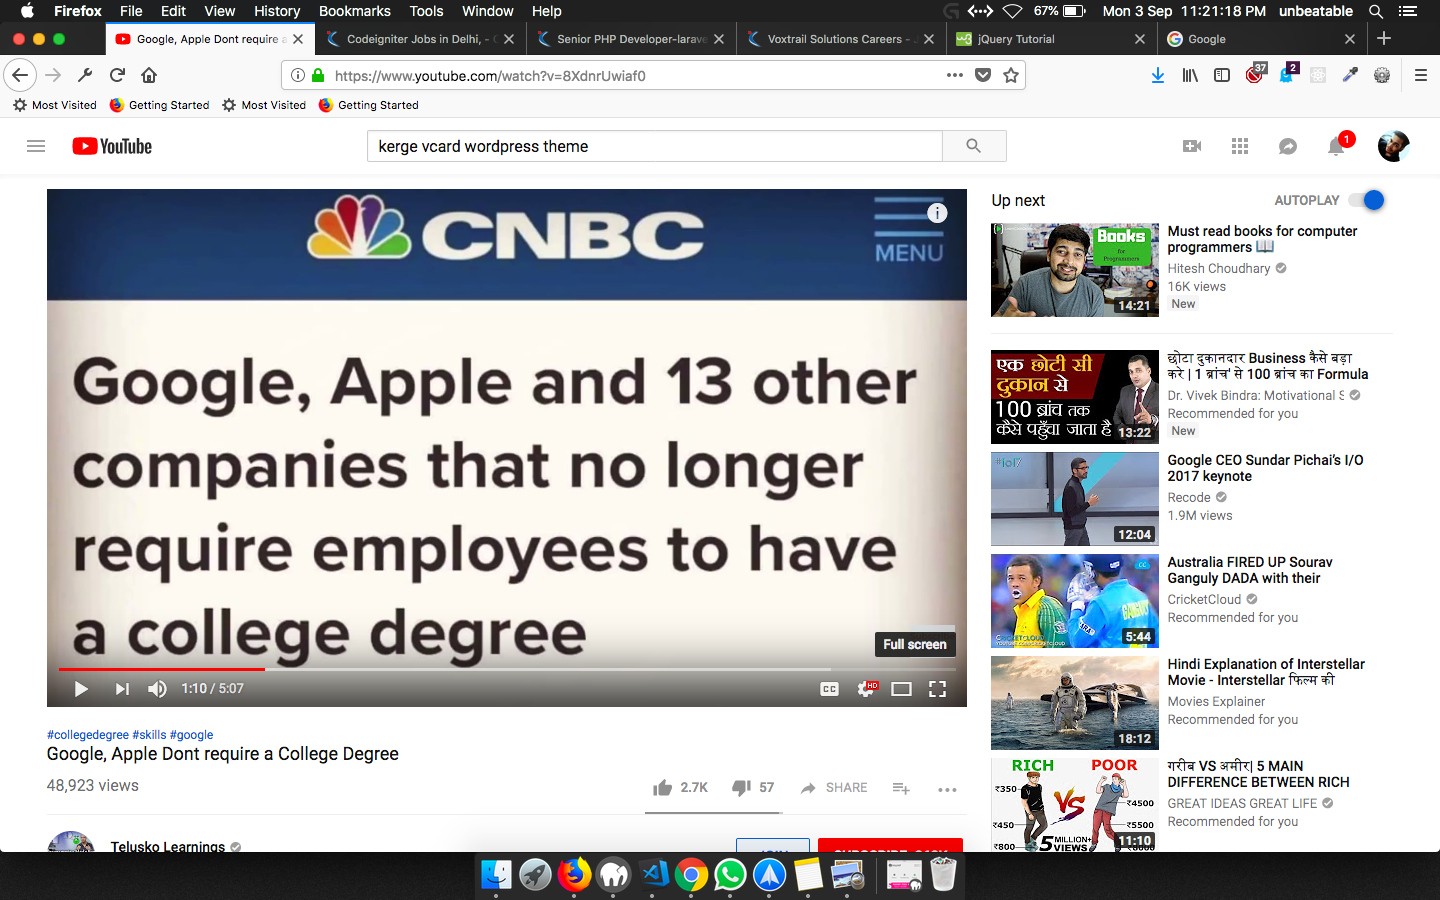 Firefox File Edit View History Bookmarks Tools Window Help 67% Mon 3 Sep 11:21:18 PM unbeatable
Google, Apple Dont require a
Codeigniter Jobs in Delhi, -
Senior PHP Developer-larave
Voxtrail Solutions Careers -
jQuery Tutorial
Google
https://www.youtube.com/watch?v=8XdnrUwiaf0
37
2
Most Visited Getting Started Most Visited Getting Started
YouTube
kerge vcard wordpress theme
1
CNBC
MENU
Google, Apple and 13 other
companies that no longer
require employees to have
a college degree
Full screen
1:10 / 5:07
CC
HD
#collegedegree #skills #google
Google, Apple Dont require a College Degree
48,923 views
2.7K 57 SHARE
Telusko Learnings
Up next
AUTOPLAY
Books
for
Programmers
14:21
Must read books for computer
programmers
Hitesh Choudhary
16K views
New
एक छोटी सी
दुकान से
100 ब्रांच तक
कैसे पहुँचा जाता है
13:22
छोटा दुकानदार Business कैसे बड़ा
करे | 1 ब्रांच' से 100 ब्रांच का Formula
Dr. Vivek Bindra: Motivational S
Recommended for you
New
#io17
12:04
Google CEO Sundar Pichai's I/O
2017 keynote
Recode
1.9M views
CC
5:44
Australia FIRED UP Sourav
Ganguly DADA with their
CricketCloud
Recommended for you
18:12
Hindi Explanation of Interstellar
Movie - Interstellar फिल्म की
Movies Explainer
Recommended for you
RICH POOR
₹350
VS
₹4500
₹450
₹5500
5 MILLION+
VIEWS
₹800
11:10
गरीब VS अमीर| 5 MAIN
DIFFERENCE BETWEEN RICH
GREAT IDEAS GREAT LIFE
Recommended for you